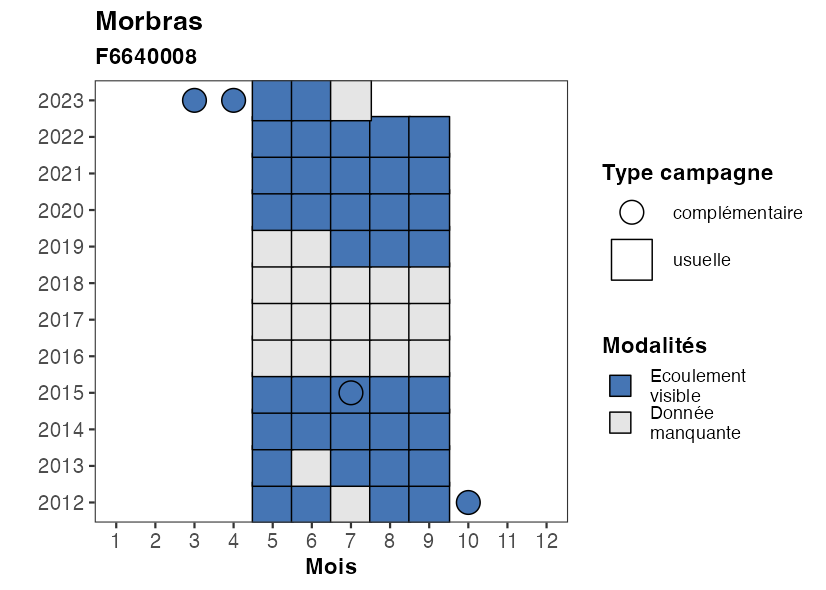 Morbras
F6640008
2023
2022
2021
2020
2019
2018
2017
2016
2015
2014
2013
2012
1 2 3 4 5 6 7 8 9 10 11 12
Mois
Type campagne
complémentaire
usuelle
Modalités
Ecoulement
visible
Donnée
manquante